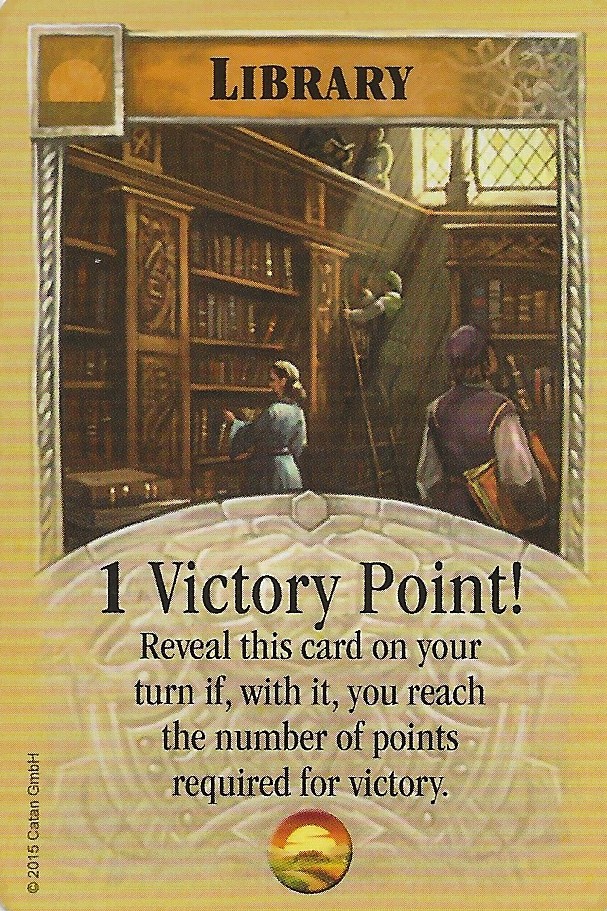 LIBRARY
1 Victory Point!
Reveal this card on your
turn if, with it, you reach
the number of points
required for victory.
© 2015 Catan GmbH